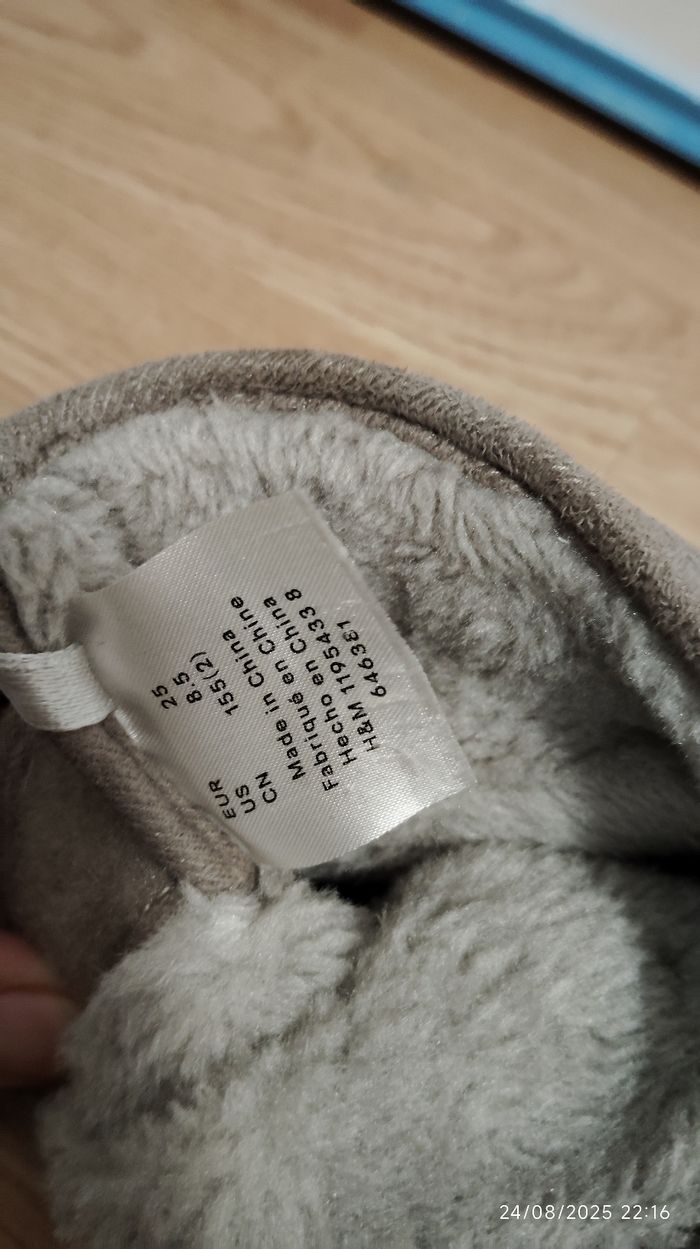 EUR 25
US 8.5
CN 155(2)
Made in China
Fabriqué en Chine
Hecho en China
H&M 1195433 8
646381
24/08/2025 22:16